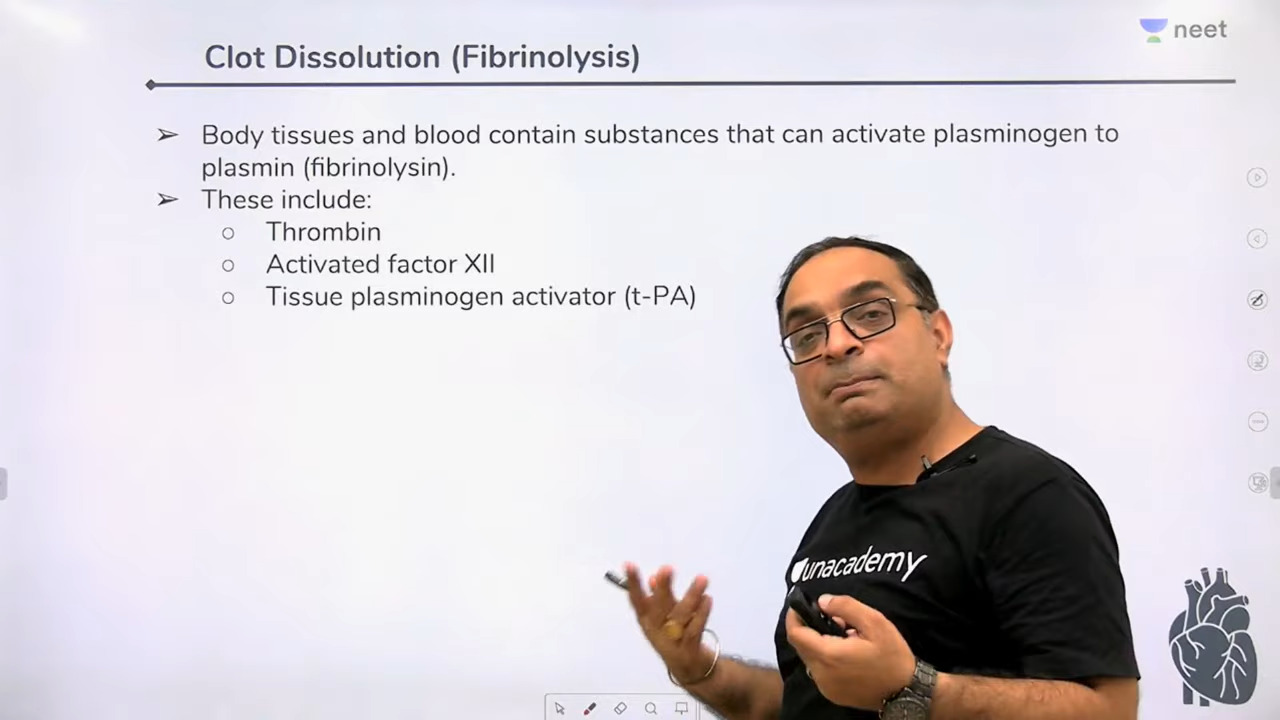 neet
Clot Dissolution (Fibrinolysis)
➢ Body tissues and blood contain substances that can activate plasminogen to
plasmin (fibrinolysin).
➢ These include:
○ Thrombin
○ Activated factor XII
○ Tissue plasminogen activator (t-PA)
unacademy